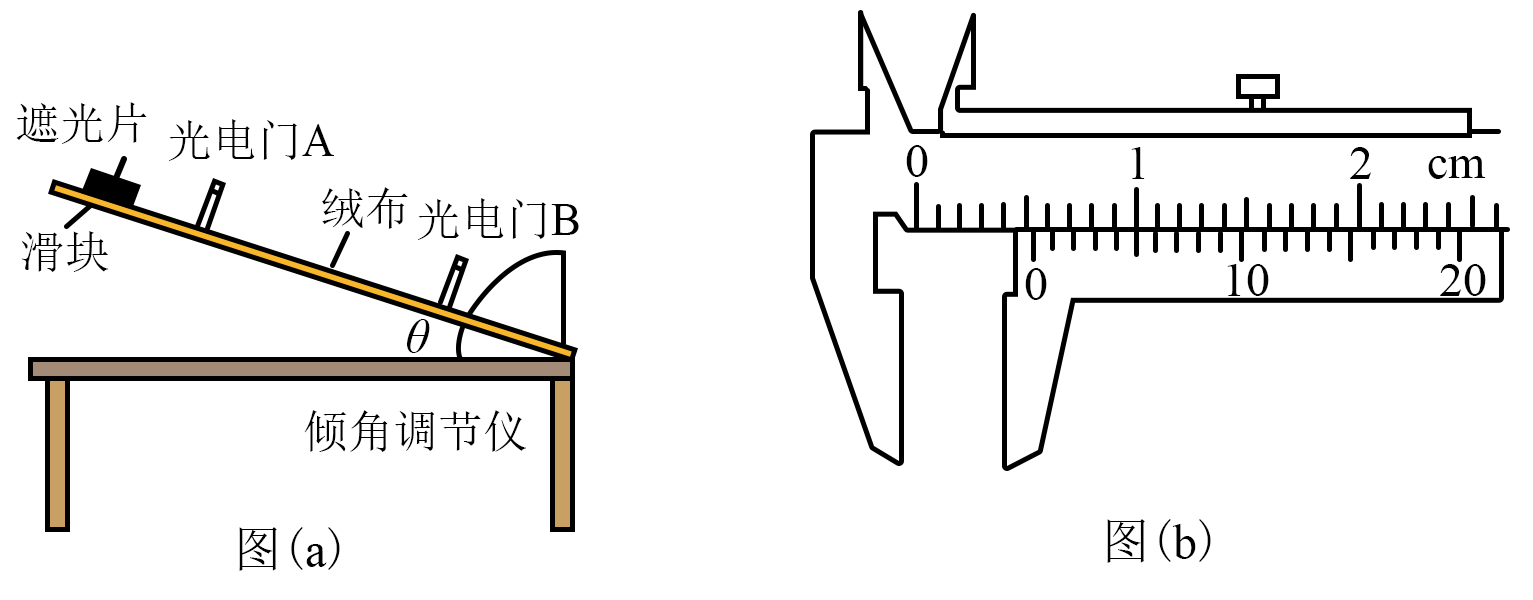 遮光片
光电门A
绒布
光电门B
滑块
θ
倾角调节仪
图(a)
0 1 2 cm
0 10 20
图(b)